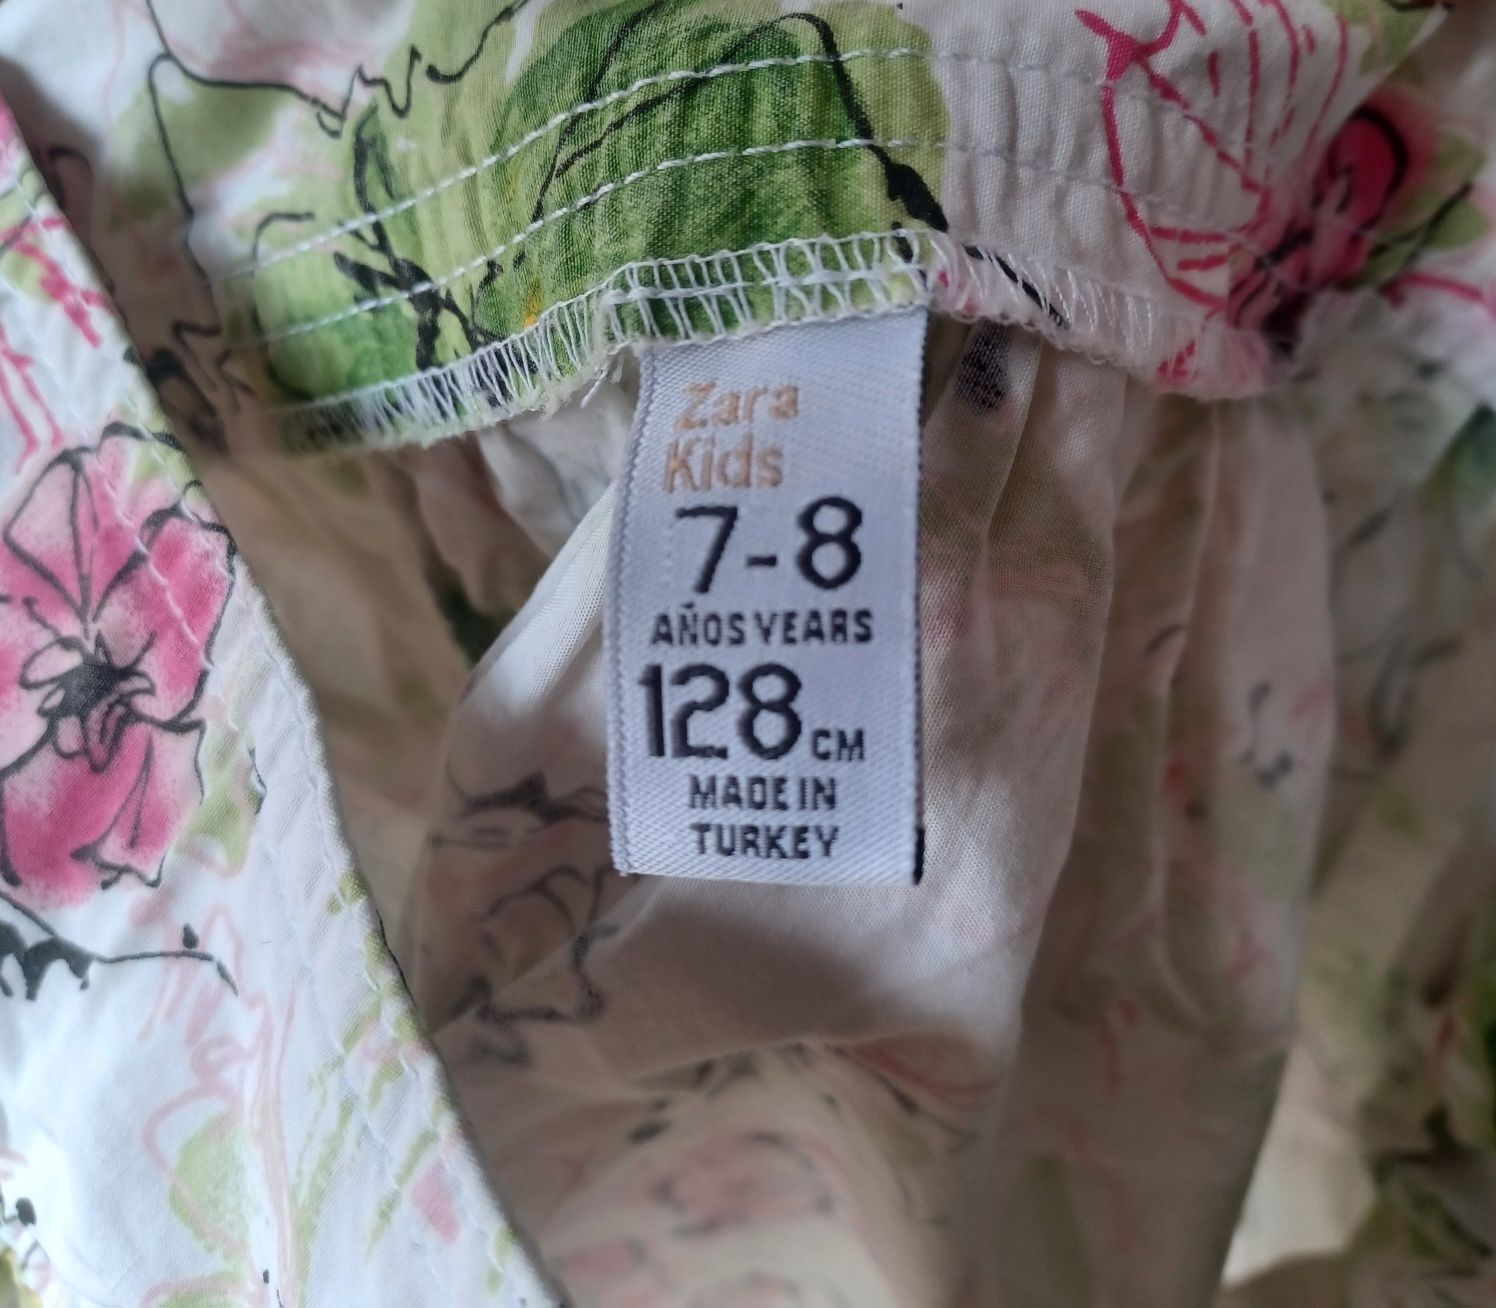 Zara
Kids
7-8
AÑOS YEARS
128 CM
MADE IN
TURKEY